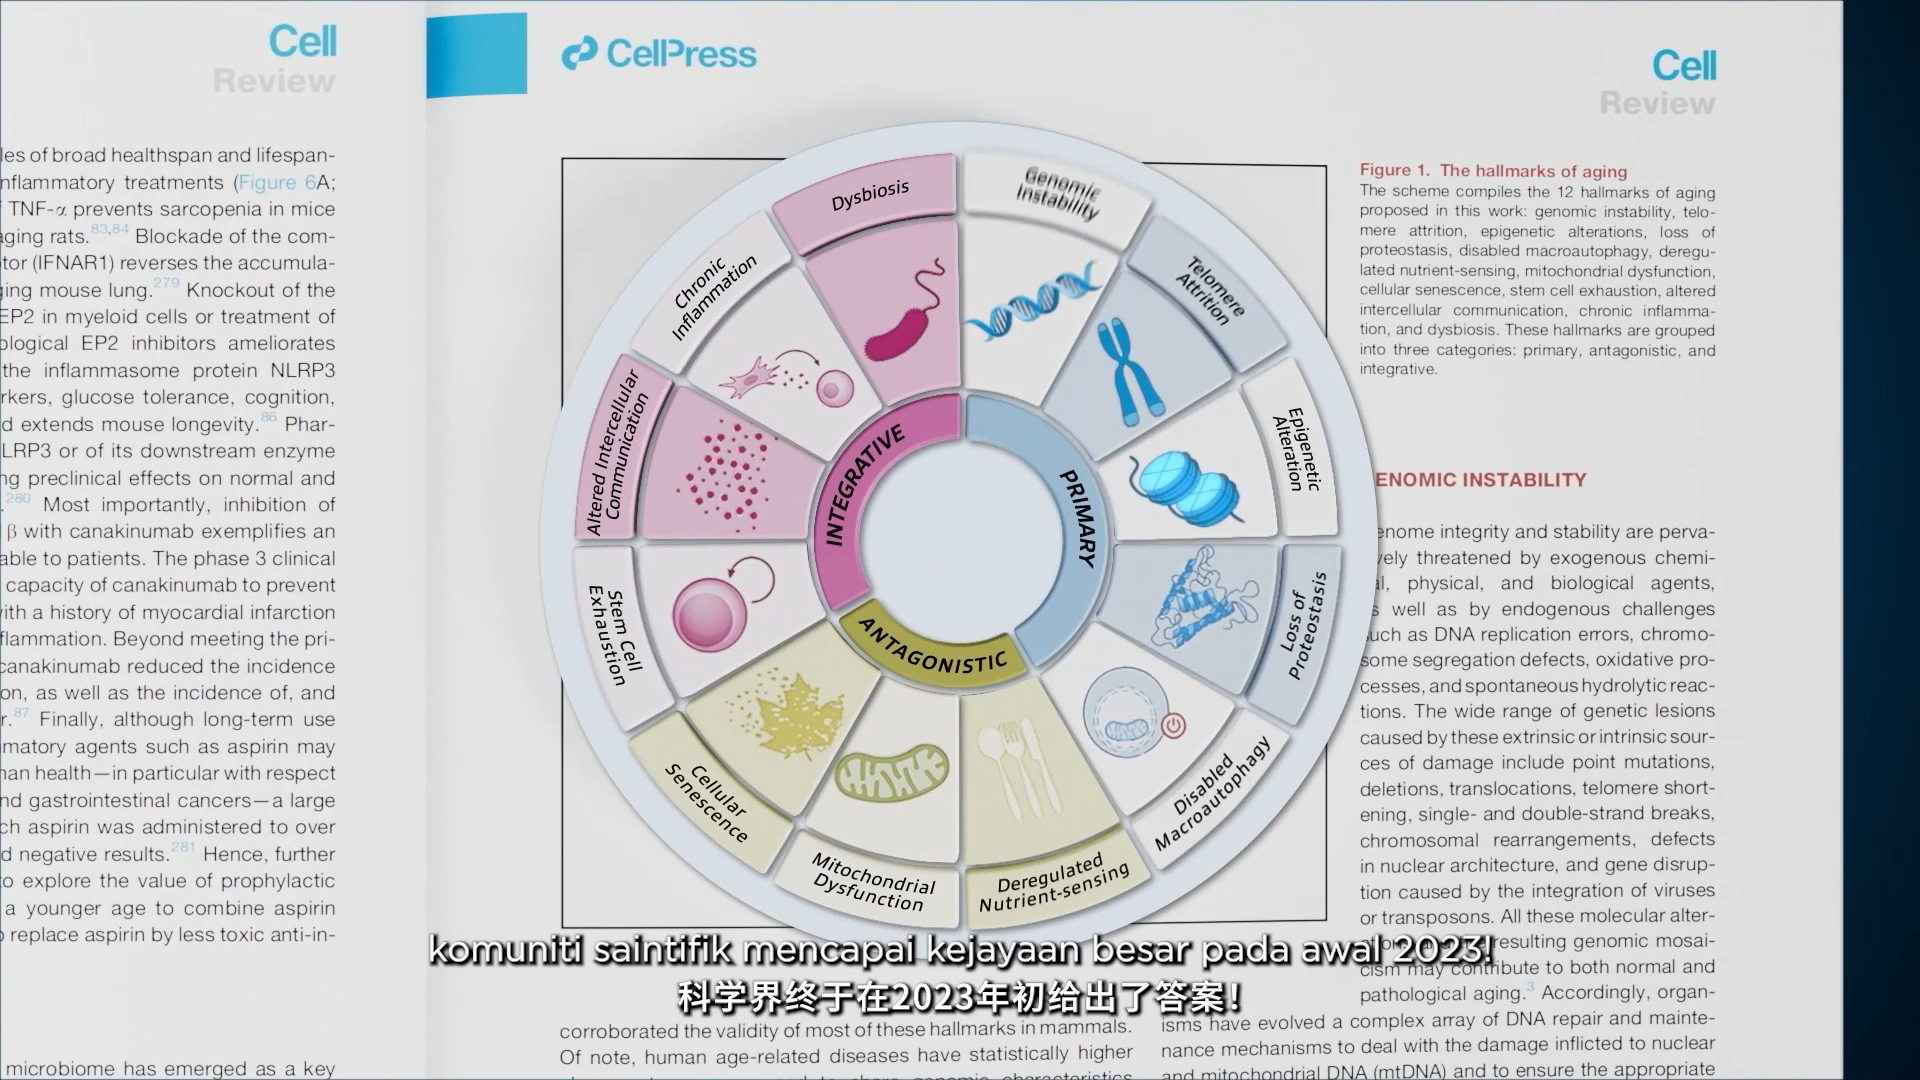 Cell
Review
les of broad healthspan and lifespan-
nflammatory treatments (Figure 6A;
TNF-α prevents sarcopenia in mice
aging rats.83,84 Blockade of the com-
tor (IFNAR1) reverses the accumula-
ging mouse lung.279 Knockout of the
EP2 in myeloid cells or treatment of
ological EP2 inhibitors ameliorates
the inflammasome protein NLRP3
rkers, glucose tolerance, cognition,
d extends mouse longevity.86 Phar-
LRP3 or of its downstream enzyme
ng preclinical effects on normal and
.280 Most importantly, inhibition of
β with canakinumab exemplifies an
able to patients. The phase 3 clinical
capacity of canakinumab to prevent
ith a history of myocardial infarction
flammation. Beyond meeting the pri-
canakinumab reduced the incidence
on, as well as the incidence of, and
r.87 Finally, although long-term use
mmatory agents such as aspirin may
nan health—in particular with respect
nd gastrointestinal cancers—a large
ch aspirin was administered to over
d negative results.281 Hence, further
to explore the value of prophylactic
a younger age to combine aspirin
o replace aspirin by less toxic anti-in-
microbiome has emerged as a key
CellPress
Cell
Review
Dysbiosis
Genomic
Instability
Telomere
Attrition
Epigenetic
Alteration
Loss of
Proteostasis
Disabled
Macroautophagy
Deregulated
Nutrient-sensing
Mitochondrial
Dysfunction
Cellular
Senescence
Stem Cell
Exhaustion
Altered Intercellular
Communication
Chronic
Inflammation
INTEGRATIVE
PRIMARY
ANTAGONISTIC
Figure 1. The hallmarks of aging
The scheme compiles the 12 hallmarks of aging
proposed in this work: genomic instability, telo-
mere attrition, epigenetic alterations, loss of
proteostasis, disabled macroautophagy, deregu-
lated nutrient-sensing, mitochondrial dysfunction,
cellular senescence, stem cell exhaustion, altered
intercellular communication, chronic inflamma-
tion, and dysbiosis. These hallmarks are grouped
into three categories: primary, antagonistic, and
integrative.
ENOMIC INSTABILITY
enome integrity and stability are perva-
vely threatened by exogenous chemi-
al, physical, and biological agents,
s well as by endogenous challenges
uch as DNA replication errors, chromo-
some segregation defects, oxidative pro-
cesses, and spontaneous hydrolytic reac-
tions. The wide range of genetic lesions
caused by these extrinsic or intrinsic sour-
ces of damage include point mutations,
deletions, translocations, telomere short-
ening, single- and double-strand breaks,
chromosomal rearrangements, defects
in nuclear architecture, and gene disrup-
tion caused by the integration of viruses
or transposons. All these molecular alter-
resulting genomic mosai-
cism may contribute to both normal and
pathological aging.3 Accordingly, organ-
isms have evolved a complex array of DNA repair and mainte-
nance mechanisms to deal with the damage inflicted to nuclear
and mitochondrial DNA (mtDNA) and to ensure the appropriate
komuniti saintifik mencapai kejayaan besar pada awal 2023!
科学界终于在2023年初给出了答案！
corroborated the validity of most of these hallmarks in mammals.
Of note, human age-related diseases have statistically higher